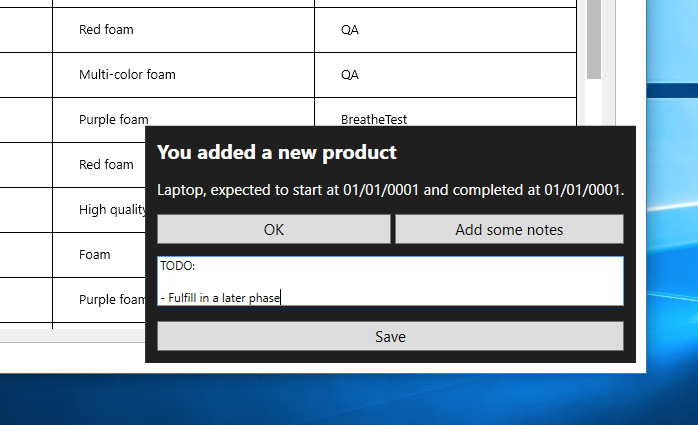 Red foam QA
Multi-color foam QA
Purple foam BreatheTest
Red foam
High quality
Foam
Purple foam
You added a new product
Laptop, expected to start at 01/01/0001 and completed at 01/01/0001.
OK Add some notes
TODO:
- Fulfill in a later phase
Save